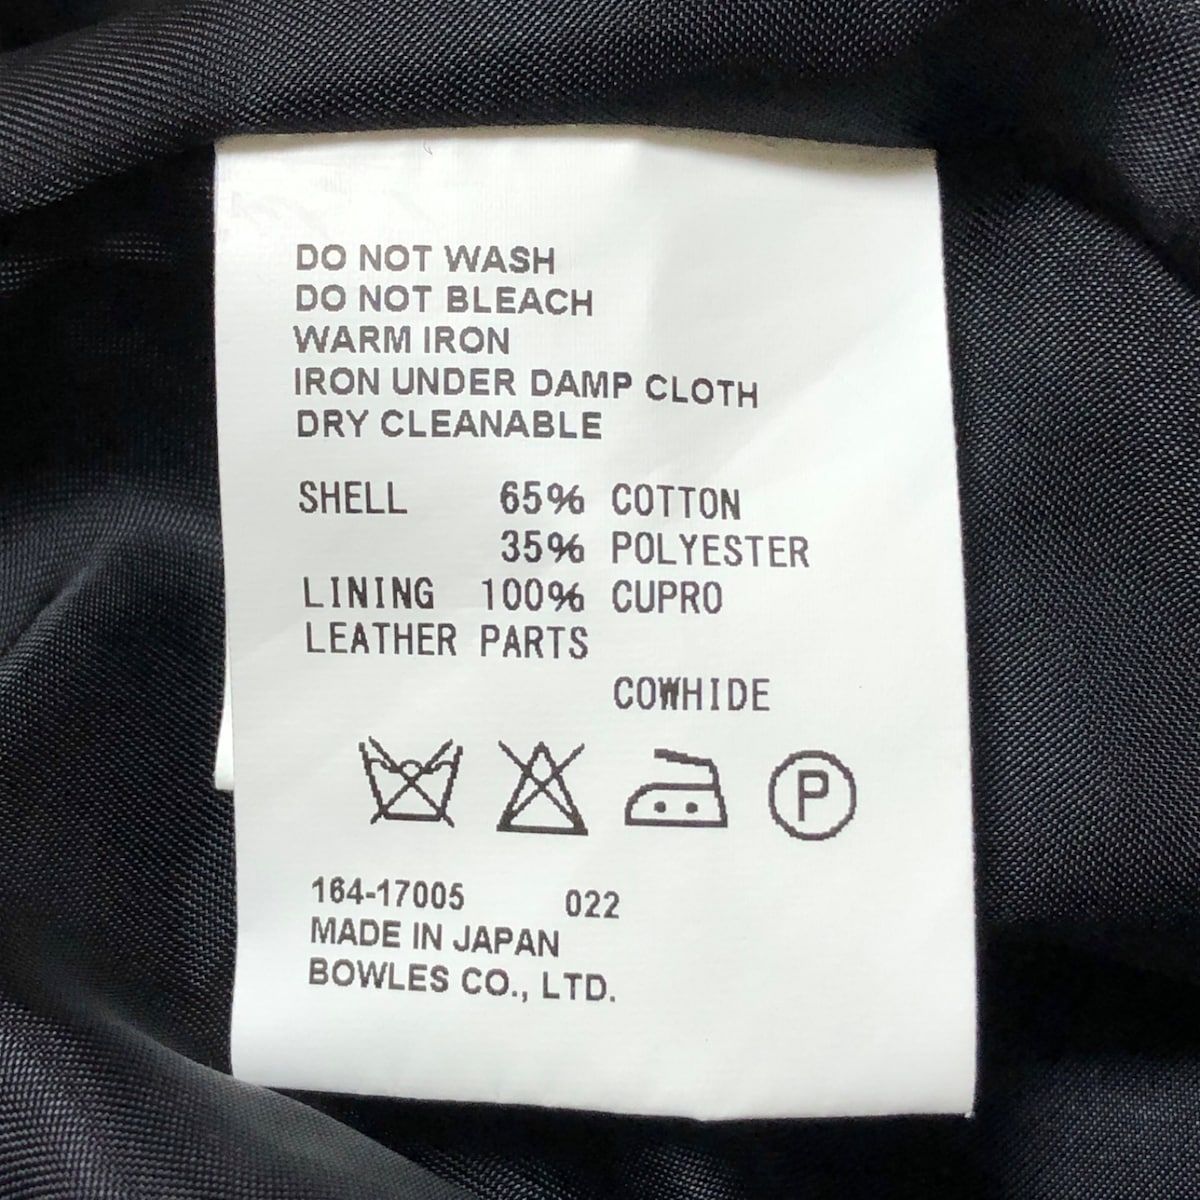 DO NOT WASH
DO NOT BLEACH
WARM IRON
IRON UNDER DAMP CLOTH
DRY CLEANABLE
SHELL 65% COTTON
35% POLYESTER
LINING 100% CUPRO
LEATHER PARTS
COWHIDE
P
164-17005 022
MADE IN JAPAN
BOWLES CO., LTD.